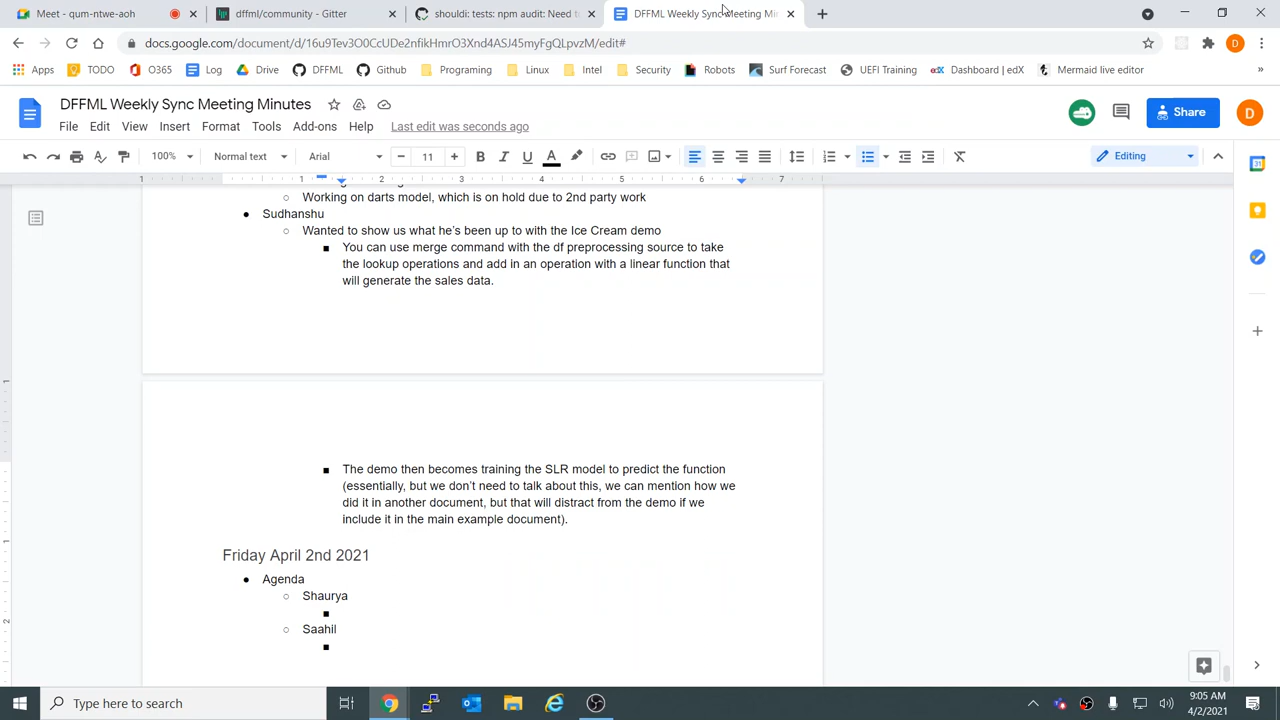 Meet - qum-ntwe-aoh
dffml/community - Gitter
shouldi: tests: npm audit: Need to
DFFML Weekly Sync Meeting Min
docs.google.com/document/d/16u9Tev3O0CcUDe2nfikHmrO3Xnd4ASJ45myFgQLpvzM/edit#
Apps
TODO
O365
Log
Drive
DFFML
Github
Programing
Linux
Intel
Security
Robots
Surf Forecast
UEFI Training
Dashboard | edX
Mermaid live editor
DFFML Weekly Sync Meeting Minutes
File Edit View Insert Format Tools Add-ons Help Last edit was seconds ago
Share
D
100% Normal text Arial 11 Editing
1 1 2 3 4 5 6 7
Working on darts model, which is on hold due to 2nd party work
Sudhanshu
Wanted to show us what he's been up to with the Ice Cream demo
You can use merge command with the df preprocessing source to take
the lookup operations and add in an operation with a linear function that
will generate the sales data.
The demo then becomes training the SLR model to predict the function
(essentially, but we don't need to talk about this, we can mention how we
did it in another document, but that will distract from the demo if we
include it in the main example document).
Friday April 2nd 2021
Agenda
Shaurya
Saahil
Type here to search
9:05 AM
4/2/2021